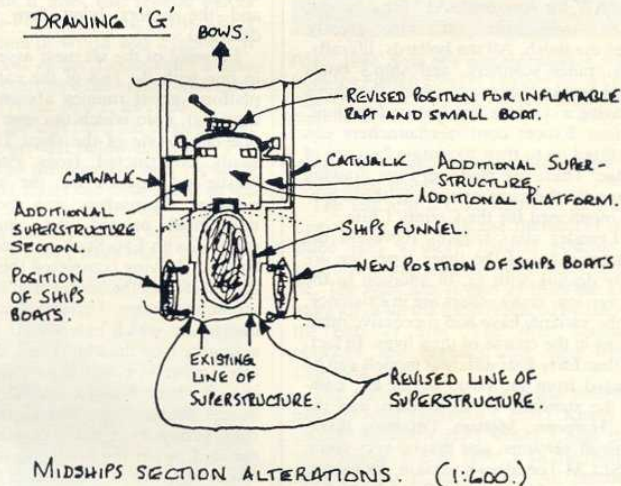 DRAWING 'G'
BOWS.
REVISED POSITION FOR INFLATABLE
RAFT AND SMALL BOAT.
CATWALK
CATWALK
ADDITIONAL SUPER-
STRUCTURE.
ADDITIONAL PLATFORM.
ADDITIONAL
SUPERSTRUCTURE
SECTION.
SHIPS FUNNEL.
POSITION
OF SHIPS
BOATS.
NEW POSITION OF SHIPS BOATS
EXISTING
LINE OF
SUPERSTRUCTURE.
REVISED LINE OF
SUPERSTRUCTURE.
MIDSHIPS SECTION ALTERATIONS. (1:600.)